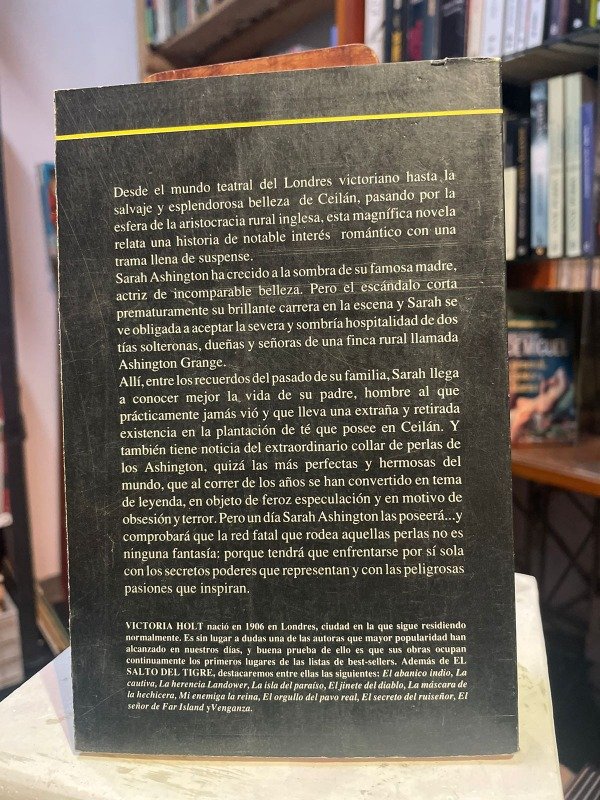 Desde el mundo teatral del Londres victoriano hasta la
salvaje y esplendorosa belleza de Ceilán, pasando por la
esfera de la aristocracia rural inglesa, esta magnífica novela
relata una historia de notable interés romántico con una
trama llena de suspense.
Sarah Ashington ha crecido a la sombra de su famosa madre,
actriz de incomparable belleza. Pero el escándalo corta
prematuramente su brillante carrera en la escena y Sarah se
ve obligada a aceptar la severa y sombría hospitalidad de dos
tías solteronas, dueñas y señoras de una finca rural llamada
Ashington Grange.
Allí, entre los recuerdos del pasado de su familia, Sarah llega
a conocer mejor la vida de su padre, hombre al que
prácticamente jamás vió y que lleva una extraña y retirada
existencia en la plantación de té que posee en Ceilán. Y
también tiene noticia del extraordinario collar de perlas de
los Ashington, quizá las más perfectas y hermosas del
mundo, que al correr de los años se han convertido en tema
de leyenda, en objeto de feroz especulación y en motivo de
obsesión y terror. Pero un día Sarah Ashington las poseerá...y
comprobará que la red fatal que rodea aquellas perlas no es
ninguna fantasía: porque tendrá que enfrentarse por sí sola
con los secretos poderes que representan y con las peligrosas
pasiones que inspiran.
VICTORIA HOLT nació en 1906 en Londres, ciudad en la que sigue residiendo
normalmente. Es sin lugar a dudas una de las autoras que mayor popularidad han
alcanzado en nuestros días, y buena prueba de ello es que sus obras ocupan
continuamente los primeros lugares de las listas de best-sellers. Además de EL
SALTO DEL TIGRE, destacaremos entre ellas las siguientes: El abanico indio, La
cautiva, La herencia Landower, La isla del paraíso, El jinete del diablo, La máscara de
la hechicera, Mi enemiga la reina, El orgullo del pavo real, El secreto del ruiseñor, El
señor de Far Island yVenganza.